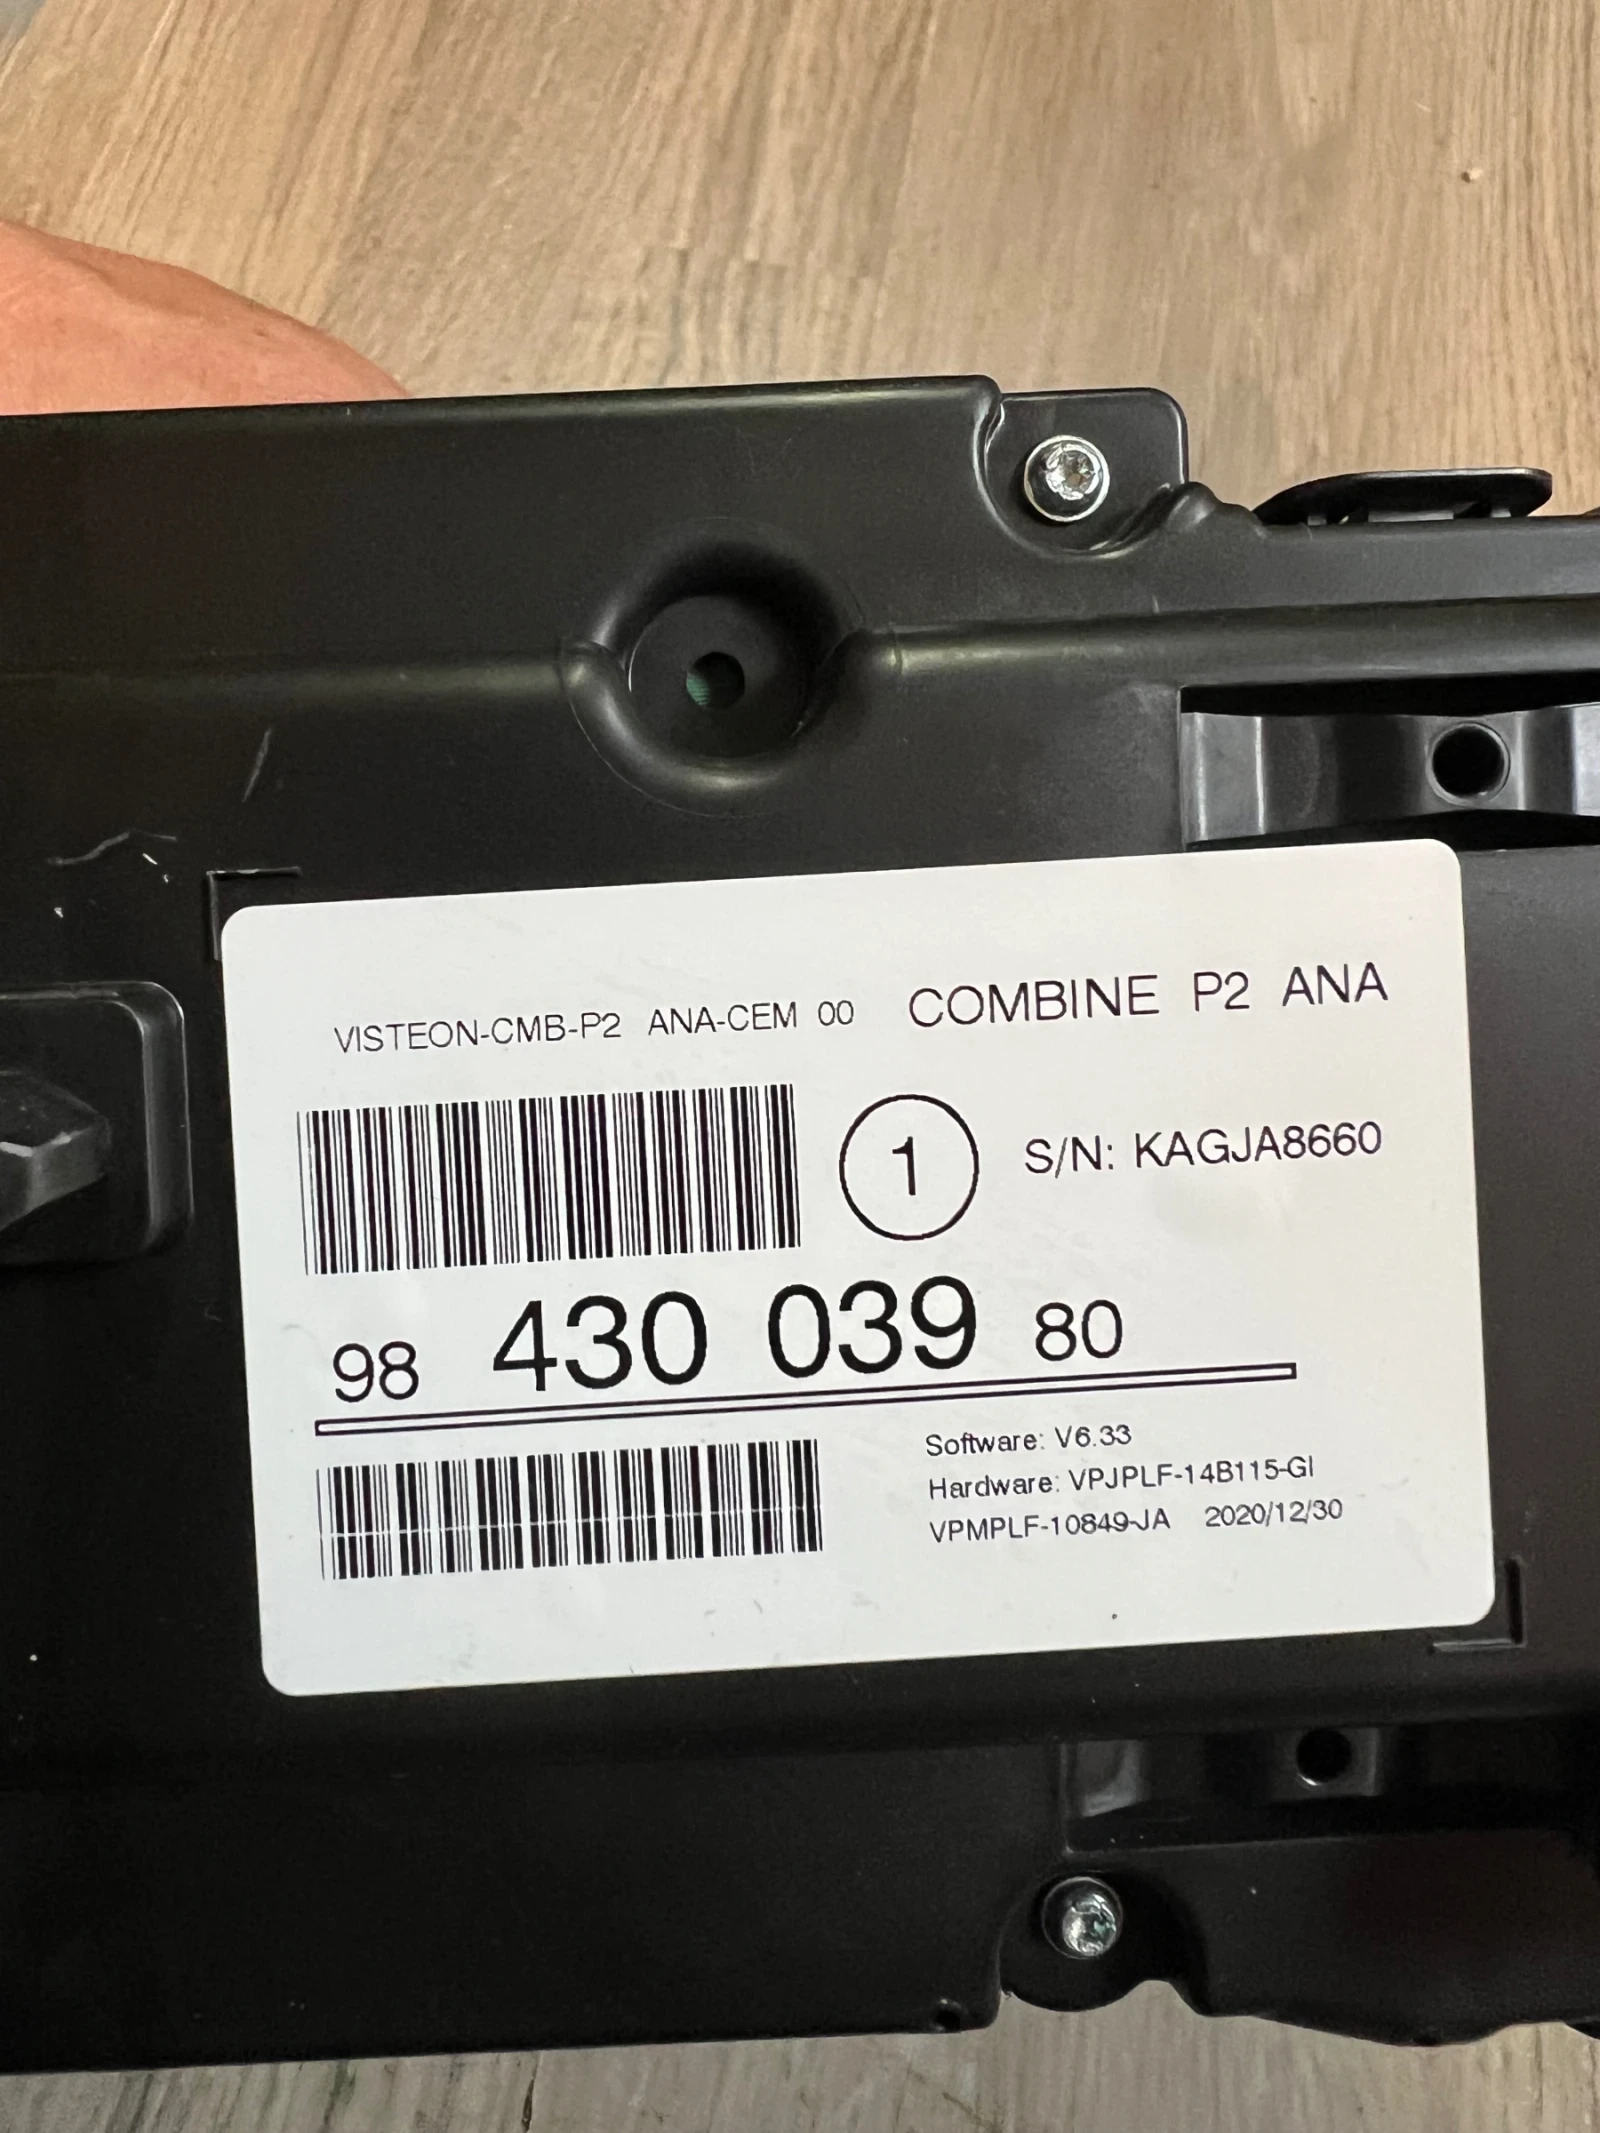 VISTEON-CMB-P2 ANA-CEM 00 COMBINE P2 ANA
1 S/N: KAGJA8660
98 430 039 80
Software: V6.33
Hardware: VPJPLF-14B115-GI
VPMPLF-10849-JA 2020/12/30